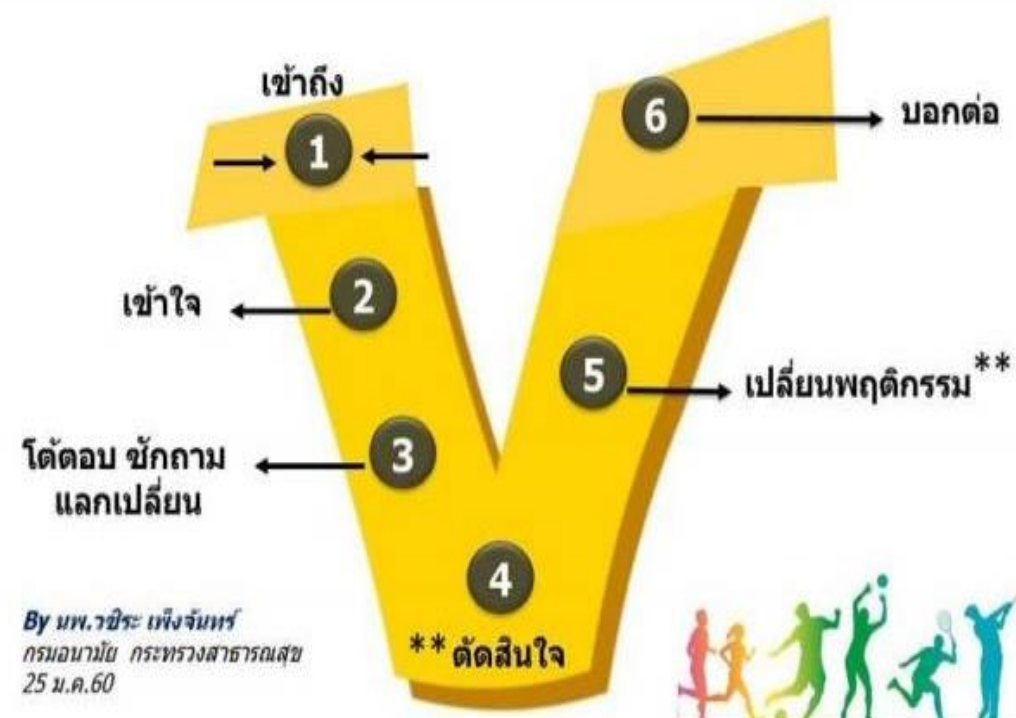 เข้าถึง
1
2
เข้าใจ
3
โต้ตอบ ซักถาม
แลกเปลี่ยน
4
**ตัดสินใจ
5
เปลี่ยนพฤติกรรม**
6
บอกต่อ
By นพ.วชิระ เพ็งจันทร์
กรมอนามัย กระทรวงสาธารณสุข
25 ม.ค.60